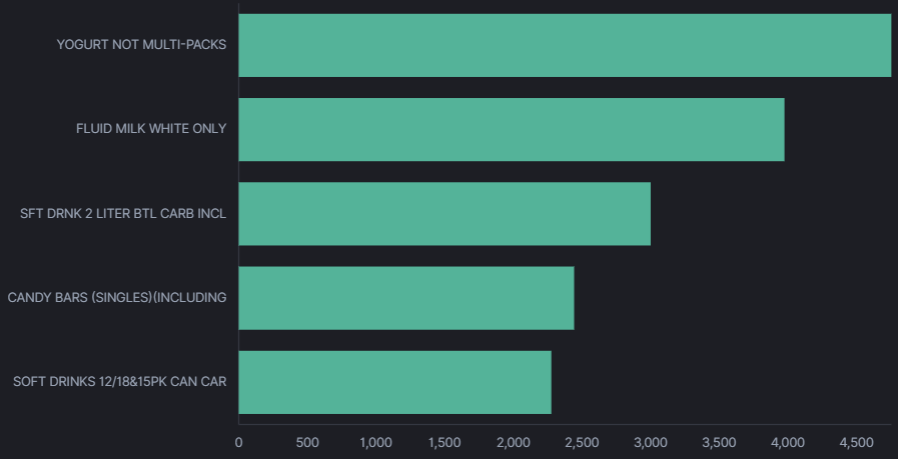 YOGURT NOT MULTI-PACKS
FLUID MILK WHITE ONLY
SFT DRNK 2 LITER BTL CARB INCL
CANDY BARS (SINGLES)(INCLUDING
SOFT DRINKS 12/18&15PK CAN CAR
0 500 1,000 1,500 2,000 2,500 3,000 3,500 4,000 4,500